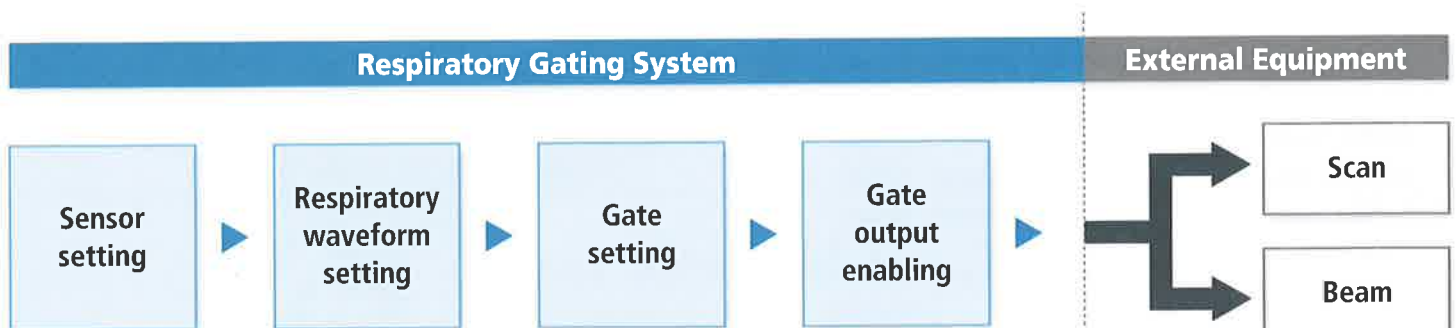 Respiratory Gating System
External Equipment
Sensor
setting
Respiratory
waveform
setting
Gate
setting
Gate
output
enabling
Scan
Beam